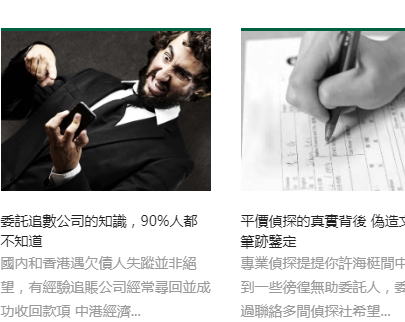 委託追數公司的知識，90%人都
不知道
國內和香港遇欠債人失蹤並非絕
望，有經驗追賬公司經常尋回並成
功收回款項 中港經濟...
平價偵探的真實背後 偽造文
筆跡鑒定
專業偵探提提你許海梃間中
到一些徬徨無助委託人，委
過聯絡多間偵探社希望...